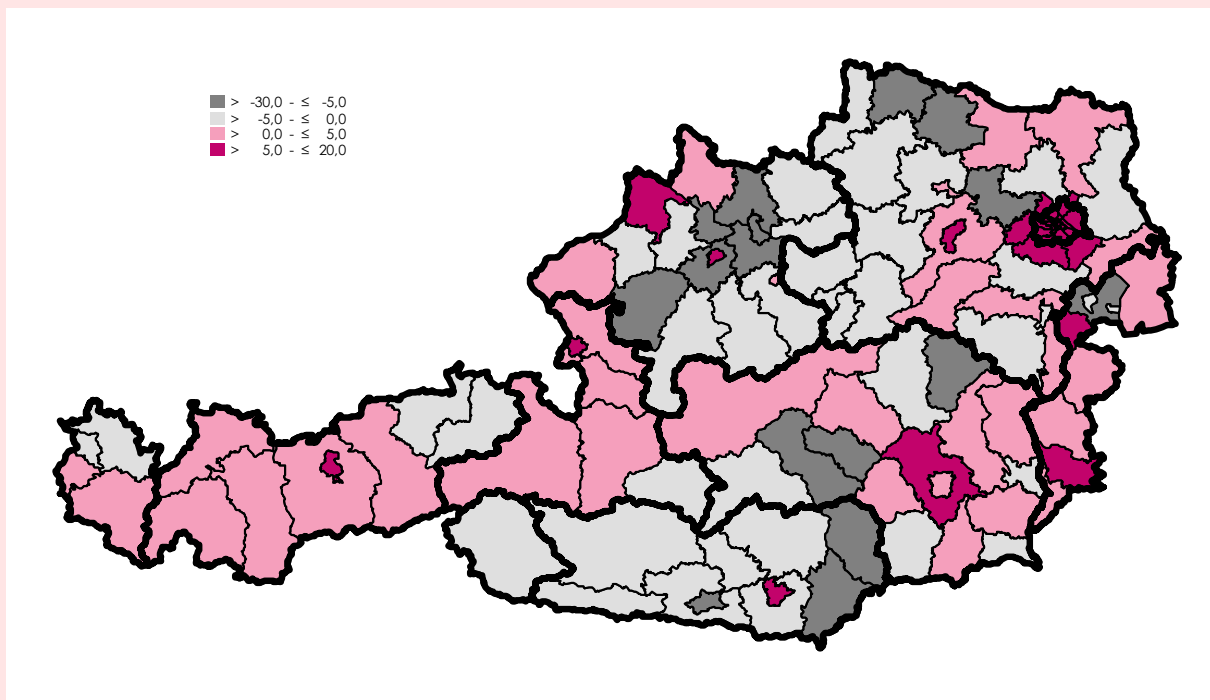 > -30,0 - ≤ -5,0
> -5,0 - ≤ 0,0
> 0,0 - ≤ 5,0
> 5,0 - ≤ 20,0